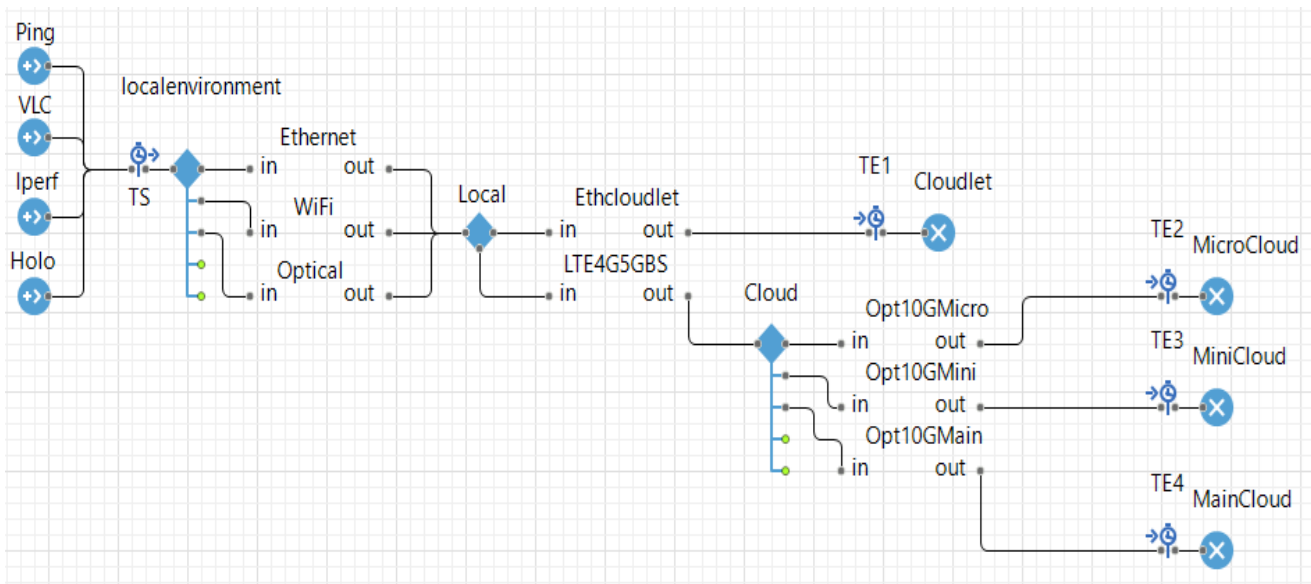 Ping
localenvironment
VLC
Ethernet
in out
TE1
Cloudlet
Iperf
TS
WiFi
in out
Local
Ethcloudlet
in out
TE2
MicroCloud
Holo
Optical
in out
LTE4G5GBS
in out
Cloud
Opt10GMicro
in out
TE3
MiniCloud
Opt10GMini
in out
Opt10GMain
in out
TE4
MainCloud